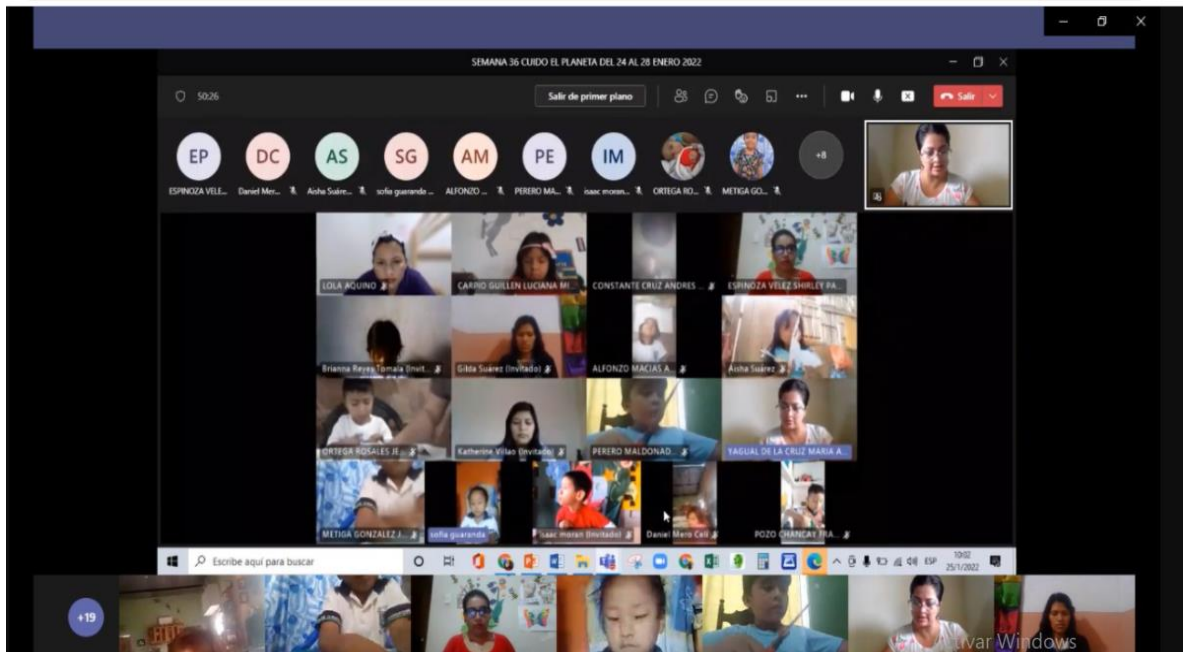 SEMANA 36 CUIDO EL PLANETA DEL 24 AL 28 ENERO 2022
50:26
Salir de primer plano
Salir
EP
DC
AS
SG
AM
PE
IM
+8
ESPINOZA VELE...
Daniel Mer...
Aisha Suáre...
sofia guaranda ...
ALFONZO ...
PERERO MA...
isaac moran...
ORTEGA RO...
METIGA GO...
LOLA AQUINO
CARPIO GUILLEN LUCIANA MI...
CONSTANTE CRUZ ANDRES ...
ESPINOZA VELEZ SHIRLEY PA...
Brianna Reyes Tomala (Invit...
Gilda Suárez (Invitado)
ALFONZO MACIAS A...
Aisha Suárez
ORTEGA ROSALES JE...
Katherine Villao (Invitado)
PERERO MALDONAD...
YAGUAL DE LA CRUZ MARIA A...
METIGA GONZALEZ J...
sofia guaranda
isaac moran (Invitado)
Daniel Mero Celi
POZO CHANCAY FRA...
Escribe aquí para buscar
ESP
10:02
25/1/2022
+19
Activar Windows